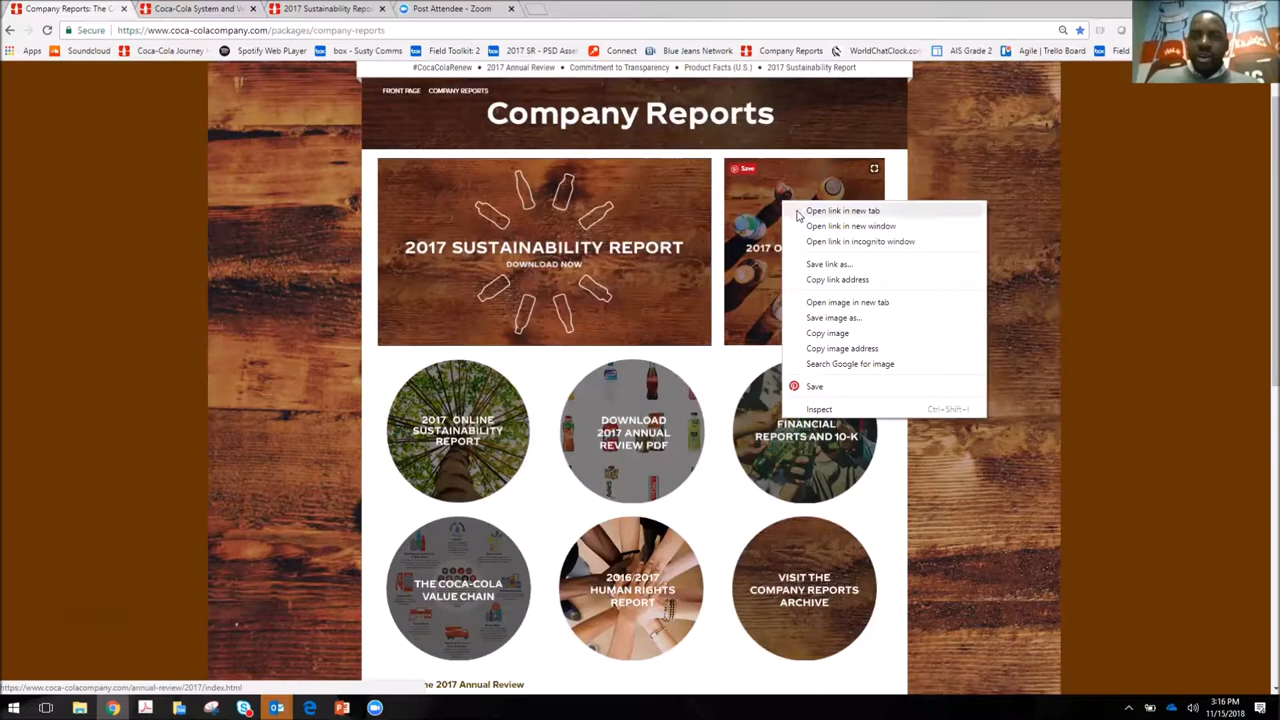 Company Reports: The C
Coca-Cola System and V
2017 Sustainability Repo
Post Attendee - Zoom
Secure
https://www.coca-colacompany.com/packages/company-reports
Apps
Soundcloud
Coca-Cola Journey
Spotify Web PLayer
box - Susty Comms
Field Toolkit: 2
2017 SR - PSD Asse
Connect
Blue Jeans Network
Company Reports
WorldChatClock.com
AIS Grade 2
Agile | Trello Board
Field
#CocaColaRenew • 2017 Annual Review • Commitment to Transparency • Product Facts (U.S.) • 2017 Sustainability Report
FRONT PAGE COMPANY REPORTS
Company Reports
Save
2017 SUSTAINABILITY REPORT
DOWNLOAD NOW
2017 O
Open link in new tab
Open link in new window
Open link in incognito window
Save link as...
Copy link address
Open image in new tab
Save image as...
Copy image
Copy image address
Search Google for image
Save
Inspect Ctrl+Shift+I
2017 ONLINE
SUSTAINABILITY
REPORT
DOWNLOAD
2017 ANNUAL
REVIEW PDF
FINANCIAL
REPORTS AND 10-K
THE COCA-COLA
VALUE CHAIN
2016/2017
HUMAN RIGHTS
REPORT
VISIT THE
COMPANY REPORTS
ARCHIVE
he 2017 Annual Review
https://www.coca-colacompany.com/annual-review/2017/index.html
3:16 PM
11/15/2018